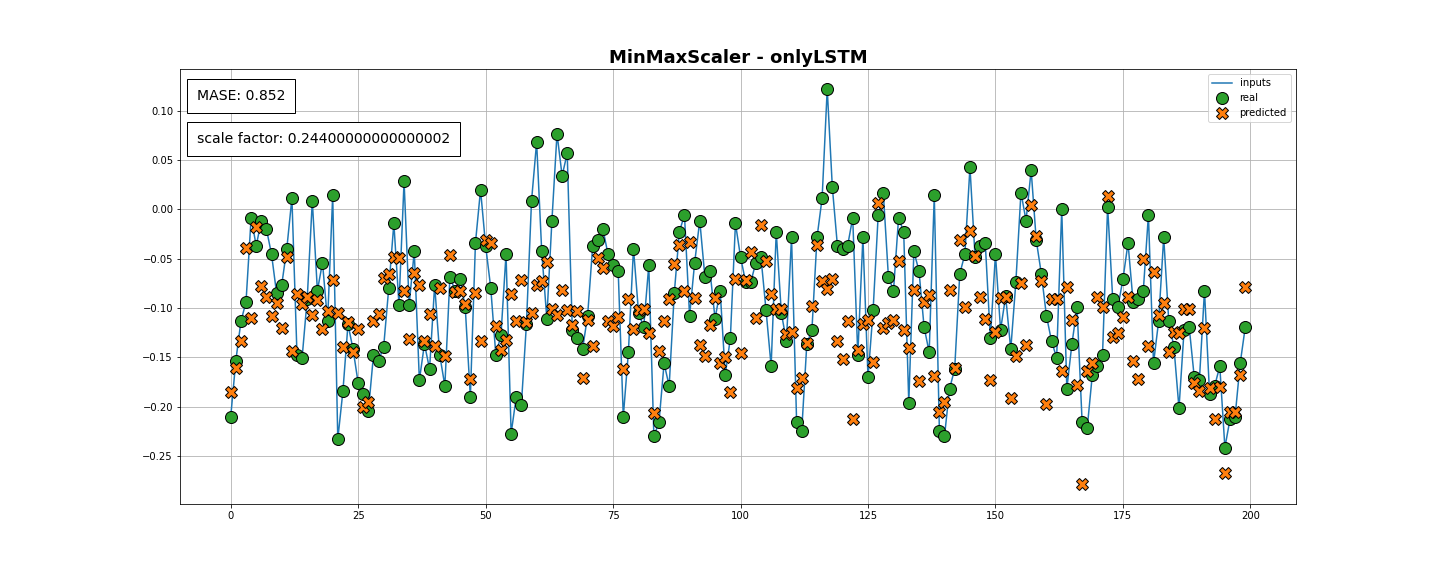 MinMaxScaler - onlyLSTM
MASE: 0.852
scale factor: 0.24400000000000002
inputs
real
predicted
0.10
0.05
0.00
−0.05
−0.10
−0.15
−0.20
−0.25
0 25 50 75 100 125 150 175 200